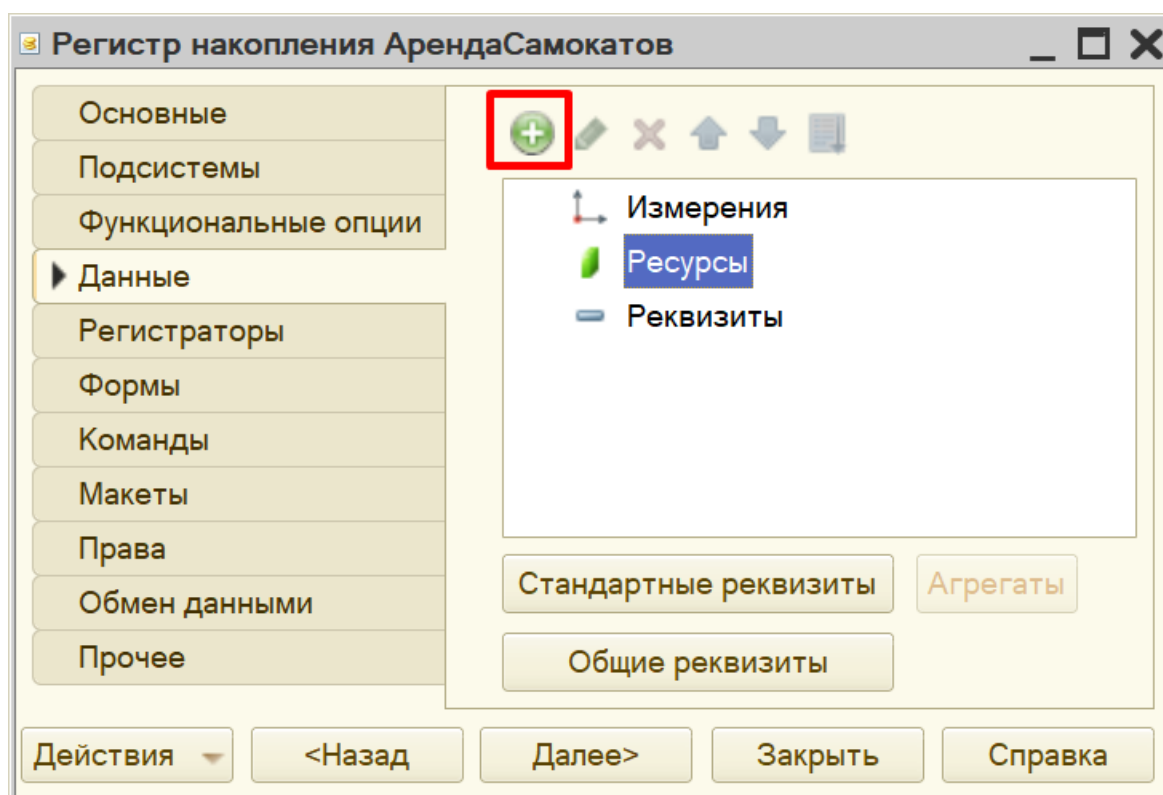 Регистр накопления АрендаСамокатов
Основные
Подсистемы
Функциональные опции
Данные
Регистраторы
Формы
Команды
Макеты
Права
Обмен данными
Прочее
Измерения
Ресурсы
Реквизиты
Стандартные реквизиты
Агрегаты
Общие реквизиты
Действия
<Назад
Далее>
Закрыть
Справка